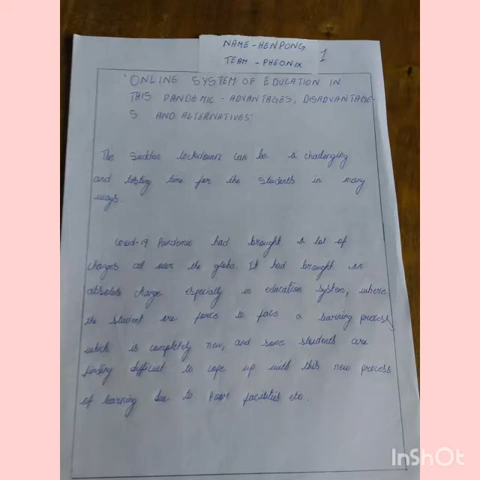 NAME - HENPONG
TEAM - PHEONIX
1
'ONLINE SYSTEM OF EDUCATION IN
THIS PANDEMIC - ADVANTAGES, DISADVANTAGE-
S AND ALTERNATIVES'
The sudden lockdown can be a challenging
and testing time for the students in many
ways.
Covid-19 Pandemic had brought a lot of
changes all over the globe. It had brought an
absolute change especially in education system, where
the student are force to face a learning process
which is completely new, and some students are
finding difficult to cope up with this new process
of learning due to poor facilities etc.
InShOt